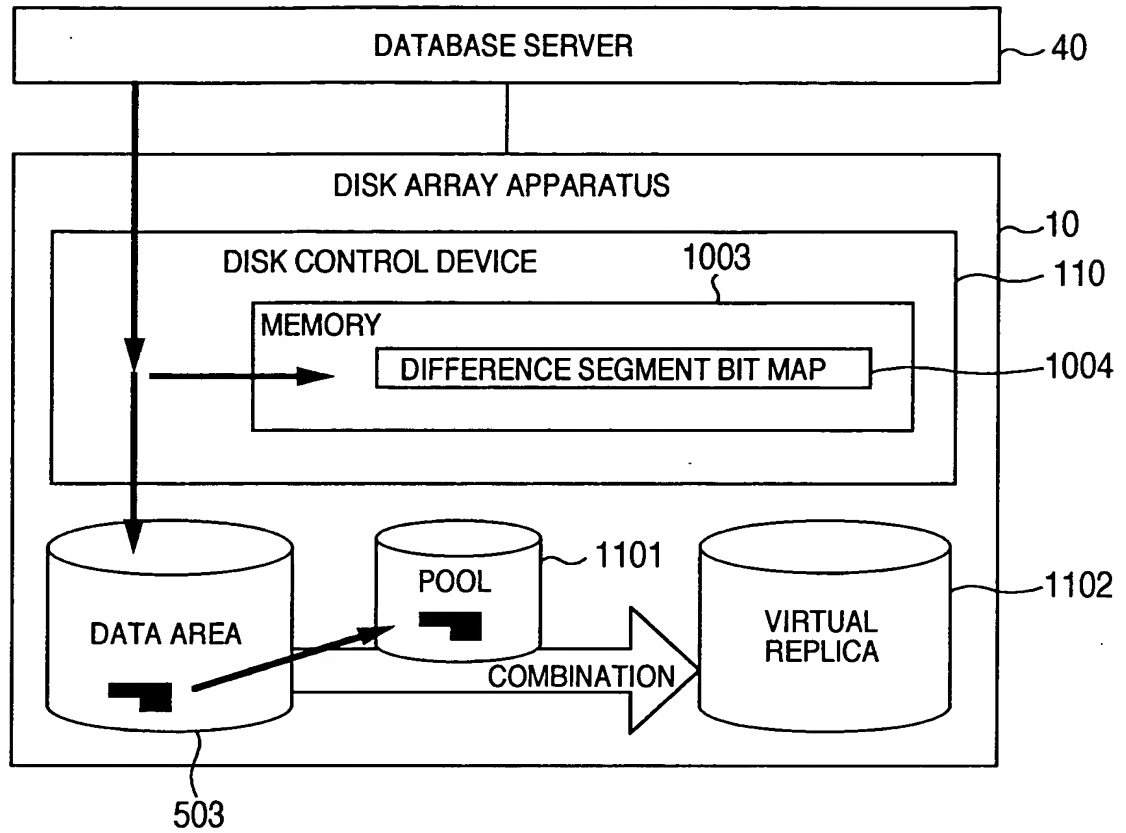 DATABASE SERVER
40
DISK ARRAY APPARATUS
10
DISK CONTROL DEVICE
1003
110
MEMORY
DIFFERENCE SEGMENT BIT MAP
1004
POOL
1101
1102
DATA AREA
VIRTUAL
REPLICA
COMBINATION
503